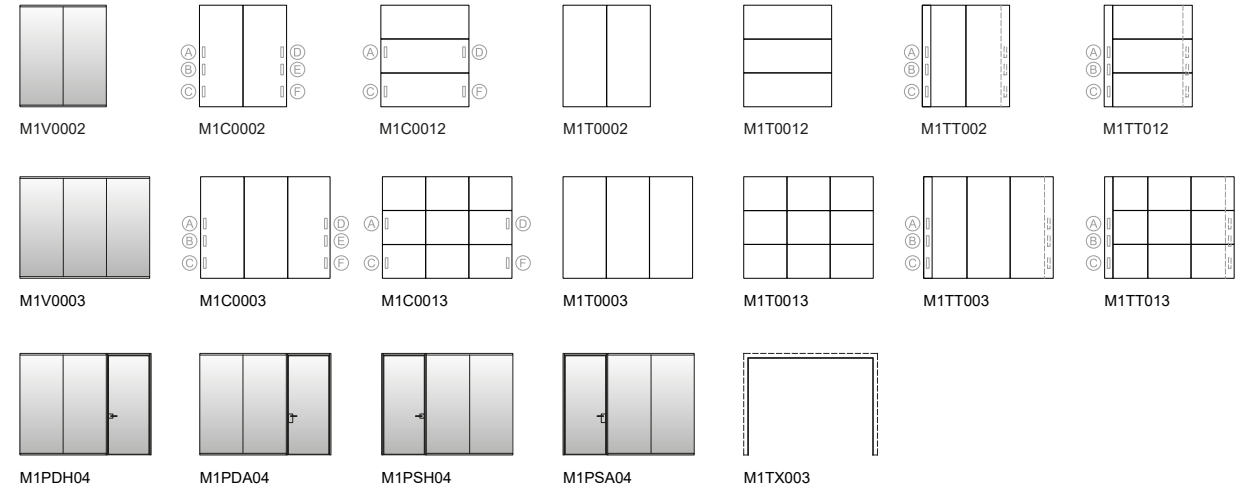 A D A D A A
B E B B
C F C F C C
M1V0002 M1C0002 M1C0012 M1T0002 M1T0012 M1TT002 M1TT012
A D A D A A
B E B B
C F C F C C
M1V0003 M1C0003 M1C0013 M1T0003 M1T0013 M1TT003 M1TT013
M1PDH04 M1PDA04 M1PSH04 M1PSA04 M1TX003